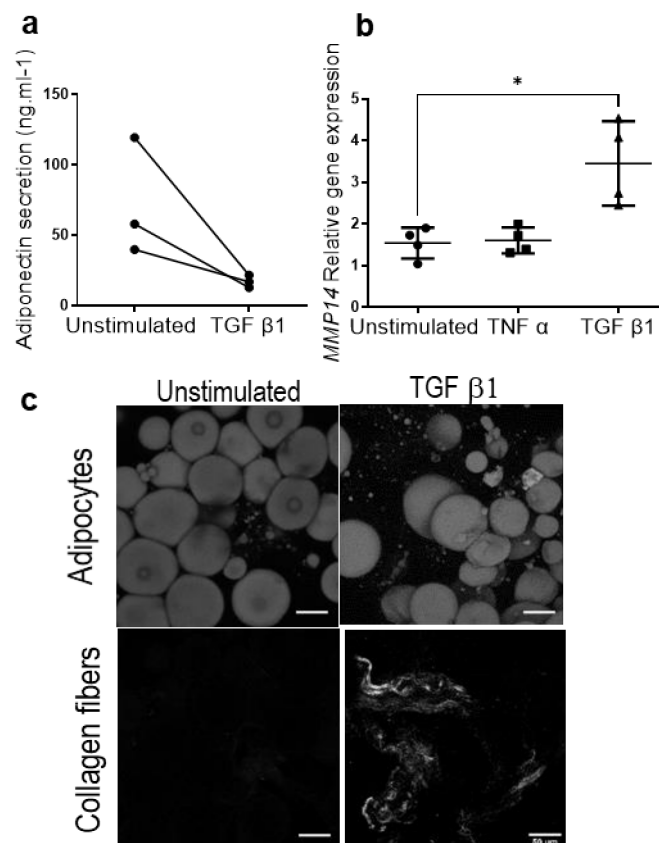 a
Adiponectin secretion (ng.ml-1)
150
100
50
0
Unstimulated TGF β1
b
*
MMP14 Relative gene expression
5
4
3
2
1
0
Unstimulated TNF α TGF β1
c
Unstimulated TGF β1
Adipocytes
Collagen fibers
50 µm